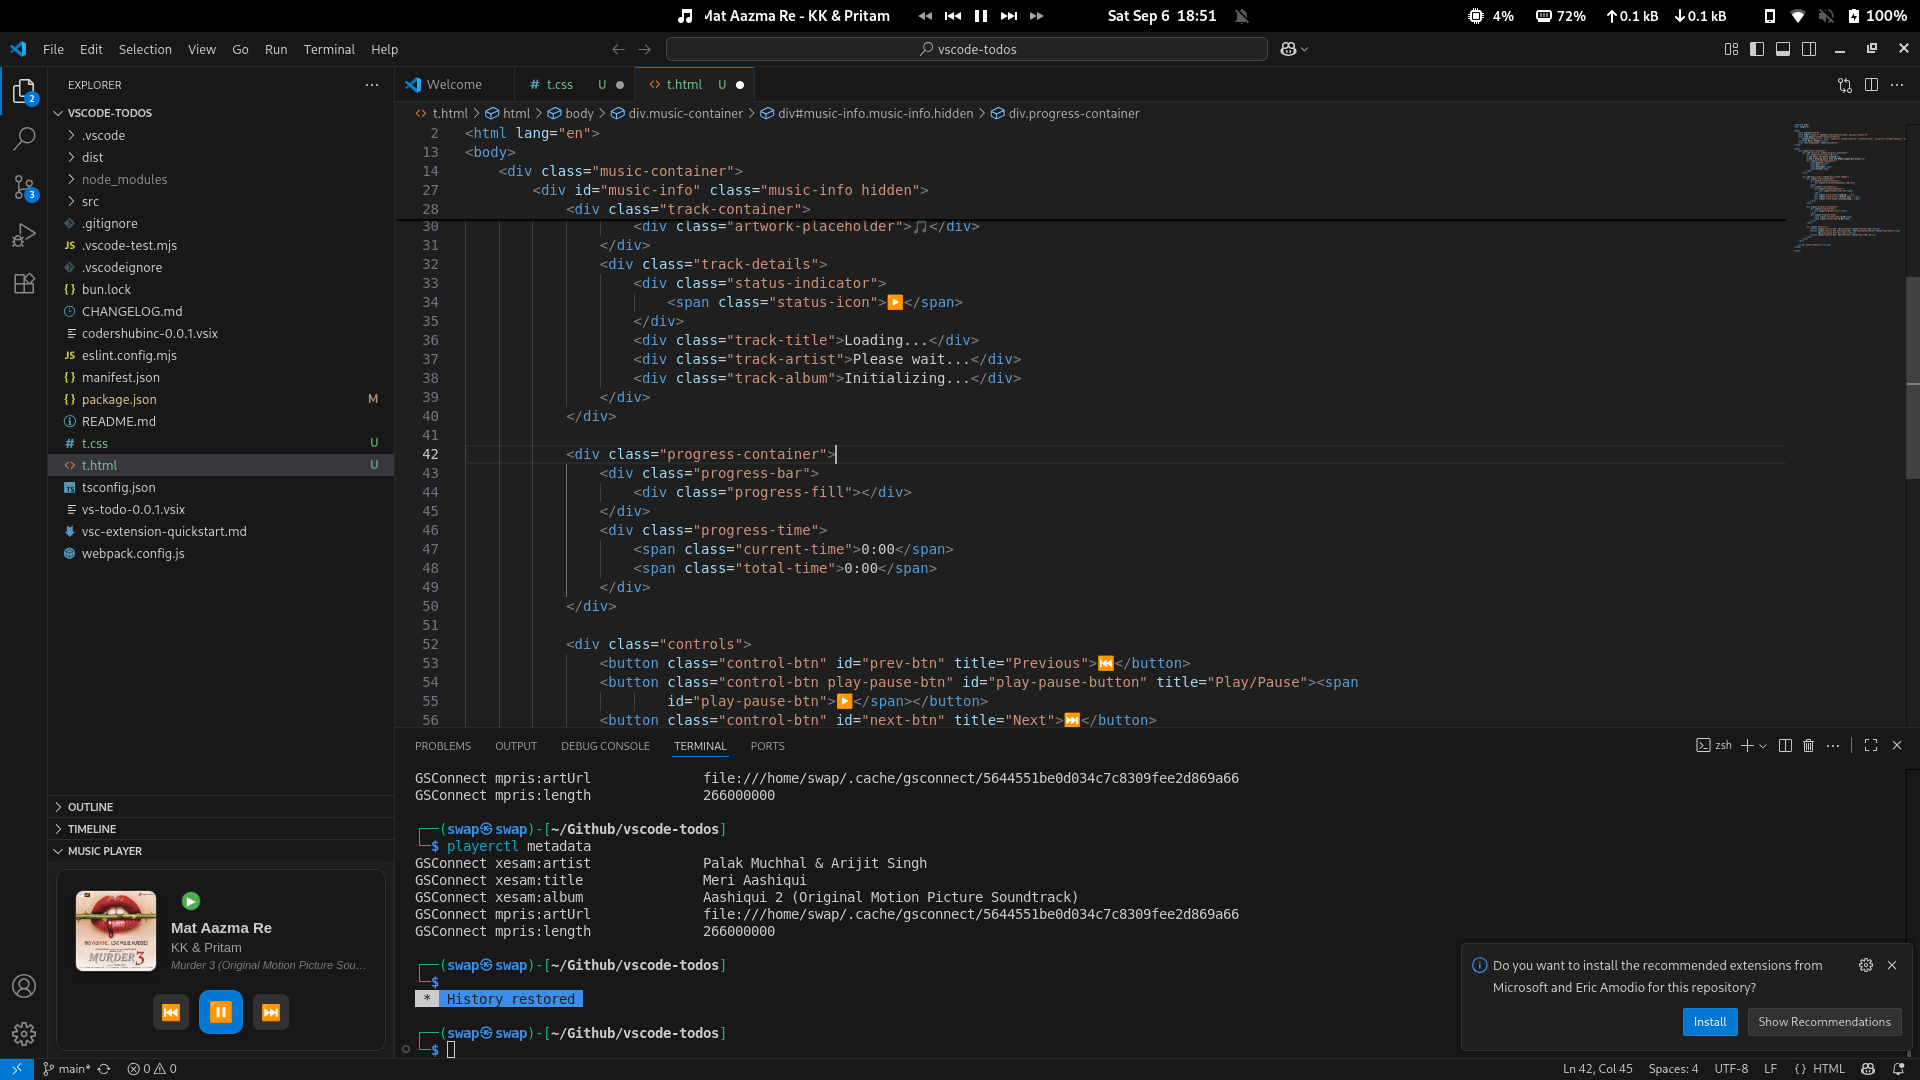 Mat Aazma Re - KK & Pritam
Sat Sep 6 18:51
4%
72%
0.1 kB
0.1 kB
100%
File Edit Selection View Go Run Terminal Help
vscode-todos
EXPLORER
Welcome
# t.css U
<> t.html U
VSCODE-TODOS
.vscode
dist
node_modules
src
.gitignore
JS .vscode-test.mjs
.vscodeignore
{} bun.lock
CHANGELOG.md
codershubinc-0.0.1.vsix
JS eslint.config.mjs
{} manifest.json
{} package.json M
README.md
# t.css U
<> t.html U
TS tsconfig.json
vs-todo-0.0.1.vsix
vsc-extension-quickstart.md
webpack.config.js
2
3
<> t.html > html > body > div.music-container > div#music-info.music-info.hidden > div.progress-container
2 <html lang="en">
13 <body>
14 <div class="music-container">
27 <div id="music-info" class="music-info hidden">
28 <div class="track-container">
30 <div class="artwork-placeholder">🎵</div>
31 </div>
32 <div class="track-details">
33 <div class="status-indicator">
34 <span class="status-icon">▶️</span>
35 </div>
36 <div class="track-title">Loading...</div>
37 <div class="track-artist">Please wait...</div>
38 <div class="track-album">Initializing...</div>
39 </div>
40 </div>
41
42 <div class="progress-container">
43 <div class="progress-bar">
44 <div class="progress-fill"></div>
45 </div>
46 <div class="progress-time">
47 <span class="current-time">0:00</span>
48 <span class="total-time">0:00</span>
49 </div>
50 </div>
51
52 <div class="controls">
53 <button class="control-btn" id="prev-btn" title="Previous">⏮️</button>
54 <button class="control-btn play-pause-btn" id="play-pause-button" title="Play/Pause"><span
55 id="play-pause-btn">▶️</span></button>
56 <button class="control-btn" id="next-btn" title="Next">⏭️</button>
OUTLINE
TIMELINE
MUSIC PLAYER
Mat Aazma Re
KK & Pritam
Murder 3 (Original Motion Picture Sou…
MURDER 3
PROBLEMS OUTPUT DEBUG CONSOLE TERMINAL PORTS
zsh
GSConnect mpris:artUrl file:///home/swap/.cache/gsconnect/5644551be0d034c7c8309fee2d869a66
GSConnect mpris:length 266000000
┌──(swap㉿swap)-[~/Github/vscode-todos]
└─$ playerctl metadata
GSConnect xesam:artist Palak Muchhal & Arijit Singh
GSConnect xesam:title Meri Aashiqui
GSConnect xesam:album Aashiqui 2 (Original Motion Picture Soundtrack)
GSConnect mpris:artUrl file:///home/swap/.cache/gsconnect/5644551be0d034c7c8309fee2d869a66
GSConnect mpris:length 266000000
┌──(swap㉿swap)-[~/Github/vscode-todos]
└─$
* History restored
┌──(swap㉿swap)-[~/Github/vscode-todos]
└─$
Do you want to install the recommended extensions from
Microsoft and Eric Amodio for this repository?
Install
Show Recommendations
main*
0 0
Ln 42, Col 45 Spaces: 4 UTF-8 LF {} HTML